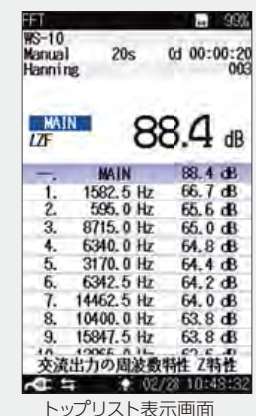 FFT 99%
WS-10
Manual 20s 0d 00:00:20
Hanning 003
MAIN
LZF 88.4 dB
—. MAIN 88.4 dB
1. 1582.5 Hz 66.7 dB
2. 595.0 Hz 65.6 dB
3. 8715.0 Hz 65.0 dB
4. 6340.0 Hz 64.8 dB
5. 3170.0 Hz 64.4 dB
6. 6342.5 Hz 64.2 dB
7. 14462.5 Hz 64.0 dB
8. 10400.0 Hz 63.8 dB
9. 15847.5 Hz 63.8 dB
交流出力の周波数特性 Z特性
02/28 10:48:32
トップリスト表示画面